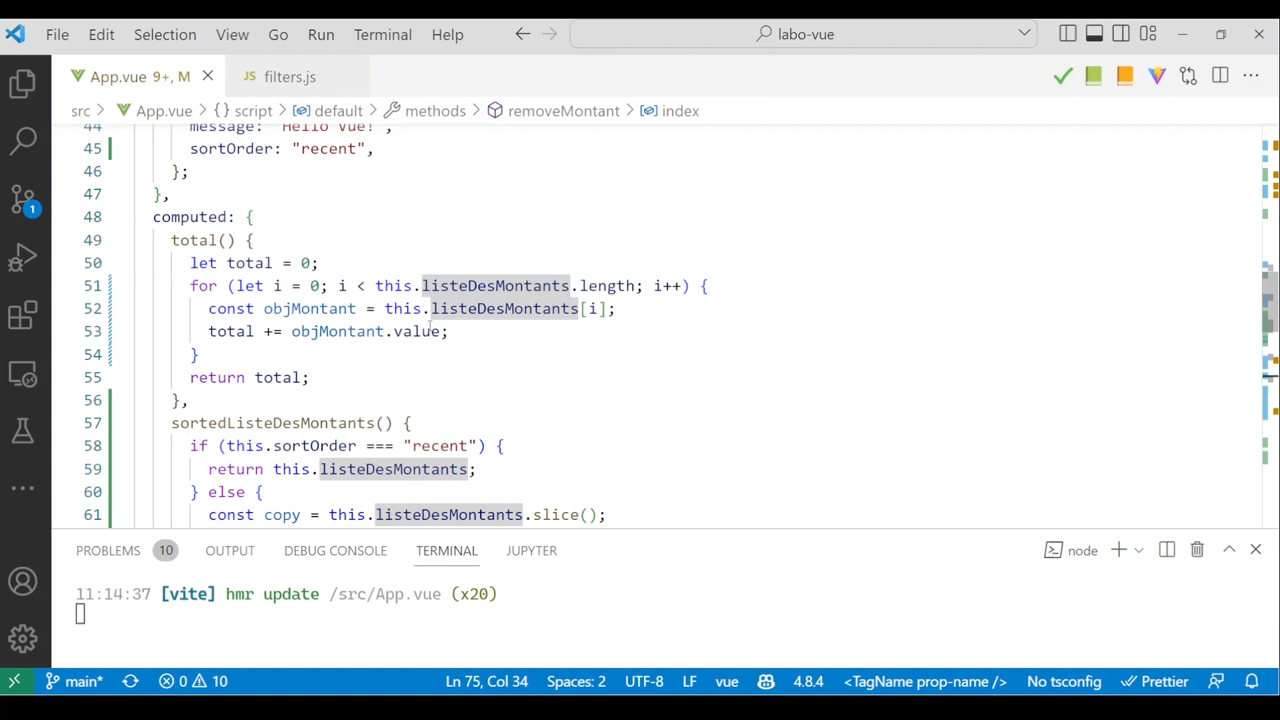 File Edit Selection View Go Run Terminal Help labo-vue
App.vue 9+, M filters.js
src > App.vue > {} script > default > methods > removeMontant > index
44 message: "Hello Vue!",
45 sortOrder: "recent",
46 };
47 },
48 computed: {
49 total() {
50 let total = 0;
51 for (let i = 0; i < this.listeDesMontants.length; i++) {
52 const objMontant = this.listeDesMontants[i];
53 total += objMontant.value;
54 }
55 return total;
56 },
57 sortedListeDesMontants() {
58 if (this.sortOrder === "recent") {
59 return this.listeDesMontants;
60 } else {
61 const copy = this.listeDesMontants.slice();
PROBLEMS 10 OUTPUT DEBUG CONSOLE TERMINAL JUPYTER node
11:14:37 [vite] hmr update /src/App.vue (x20)
main* 0 10 Ln 75, Col 34 Spaces: 2 UTF-8 LF vue 4.8.4 <TagName prop-name /> No tsconfig Prettier